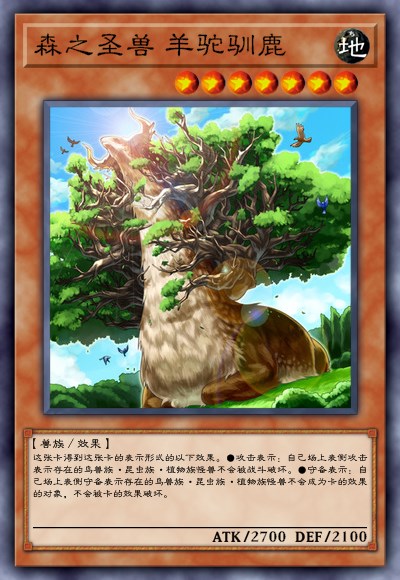 森之圣兽 羊驼驯鹿
地
【兽族／效果】
这张卡得到这张卡的表示形式的以下效果。●攻击表示：自己场上表侧攻击
表示存在的鸟兽族·昆虫族·植物族怪兽不会被战斗破坏。●守备表示：自
己场上表侧守备表示存在的鸟兽族·昆虫族·植物族怪兽不会成为卡的效果
的对象，不会被卡的效果破坏。
ATK/2700 DEF/2100